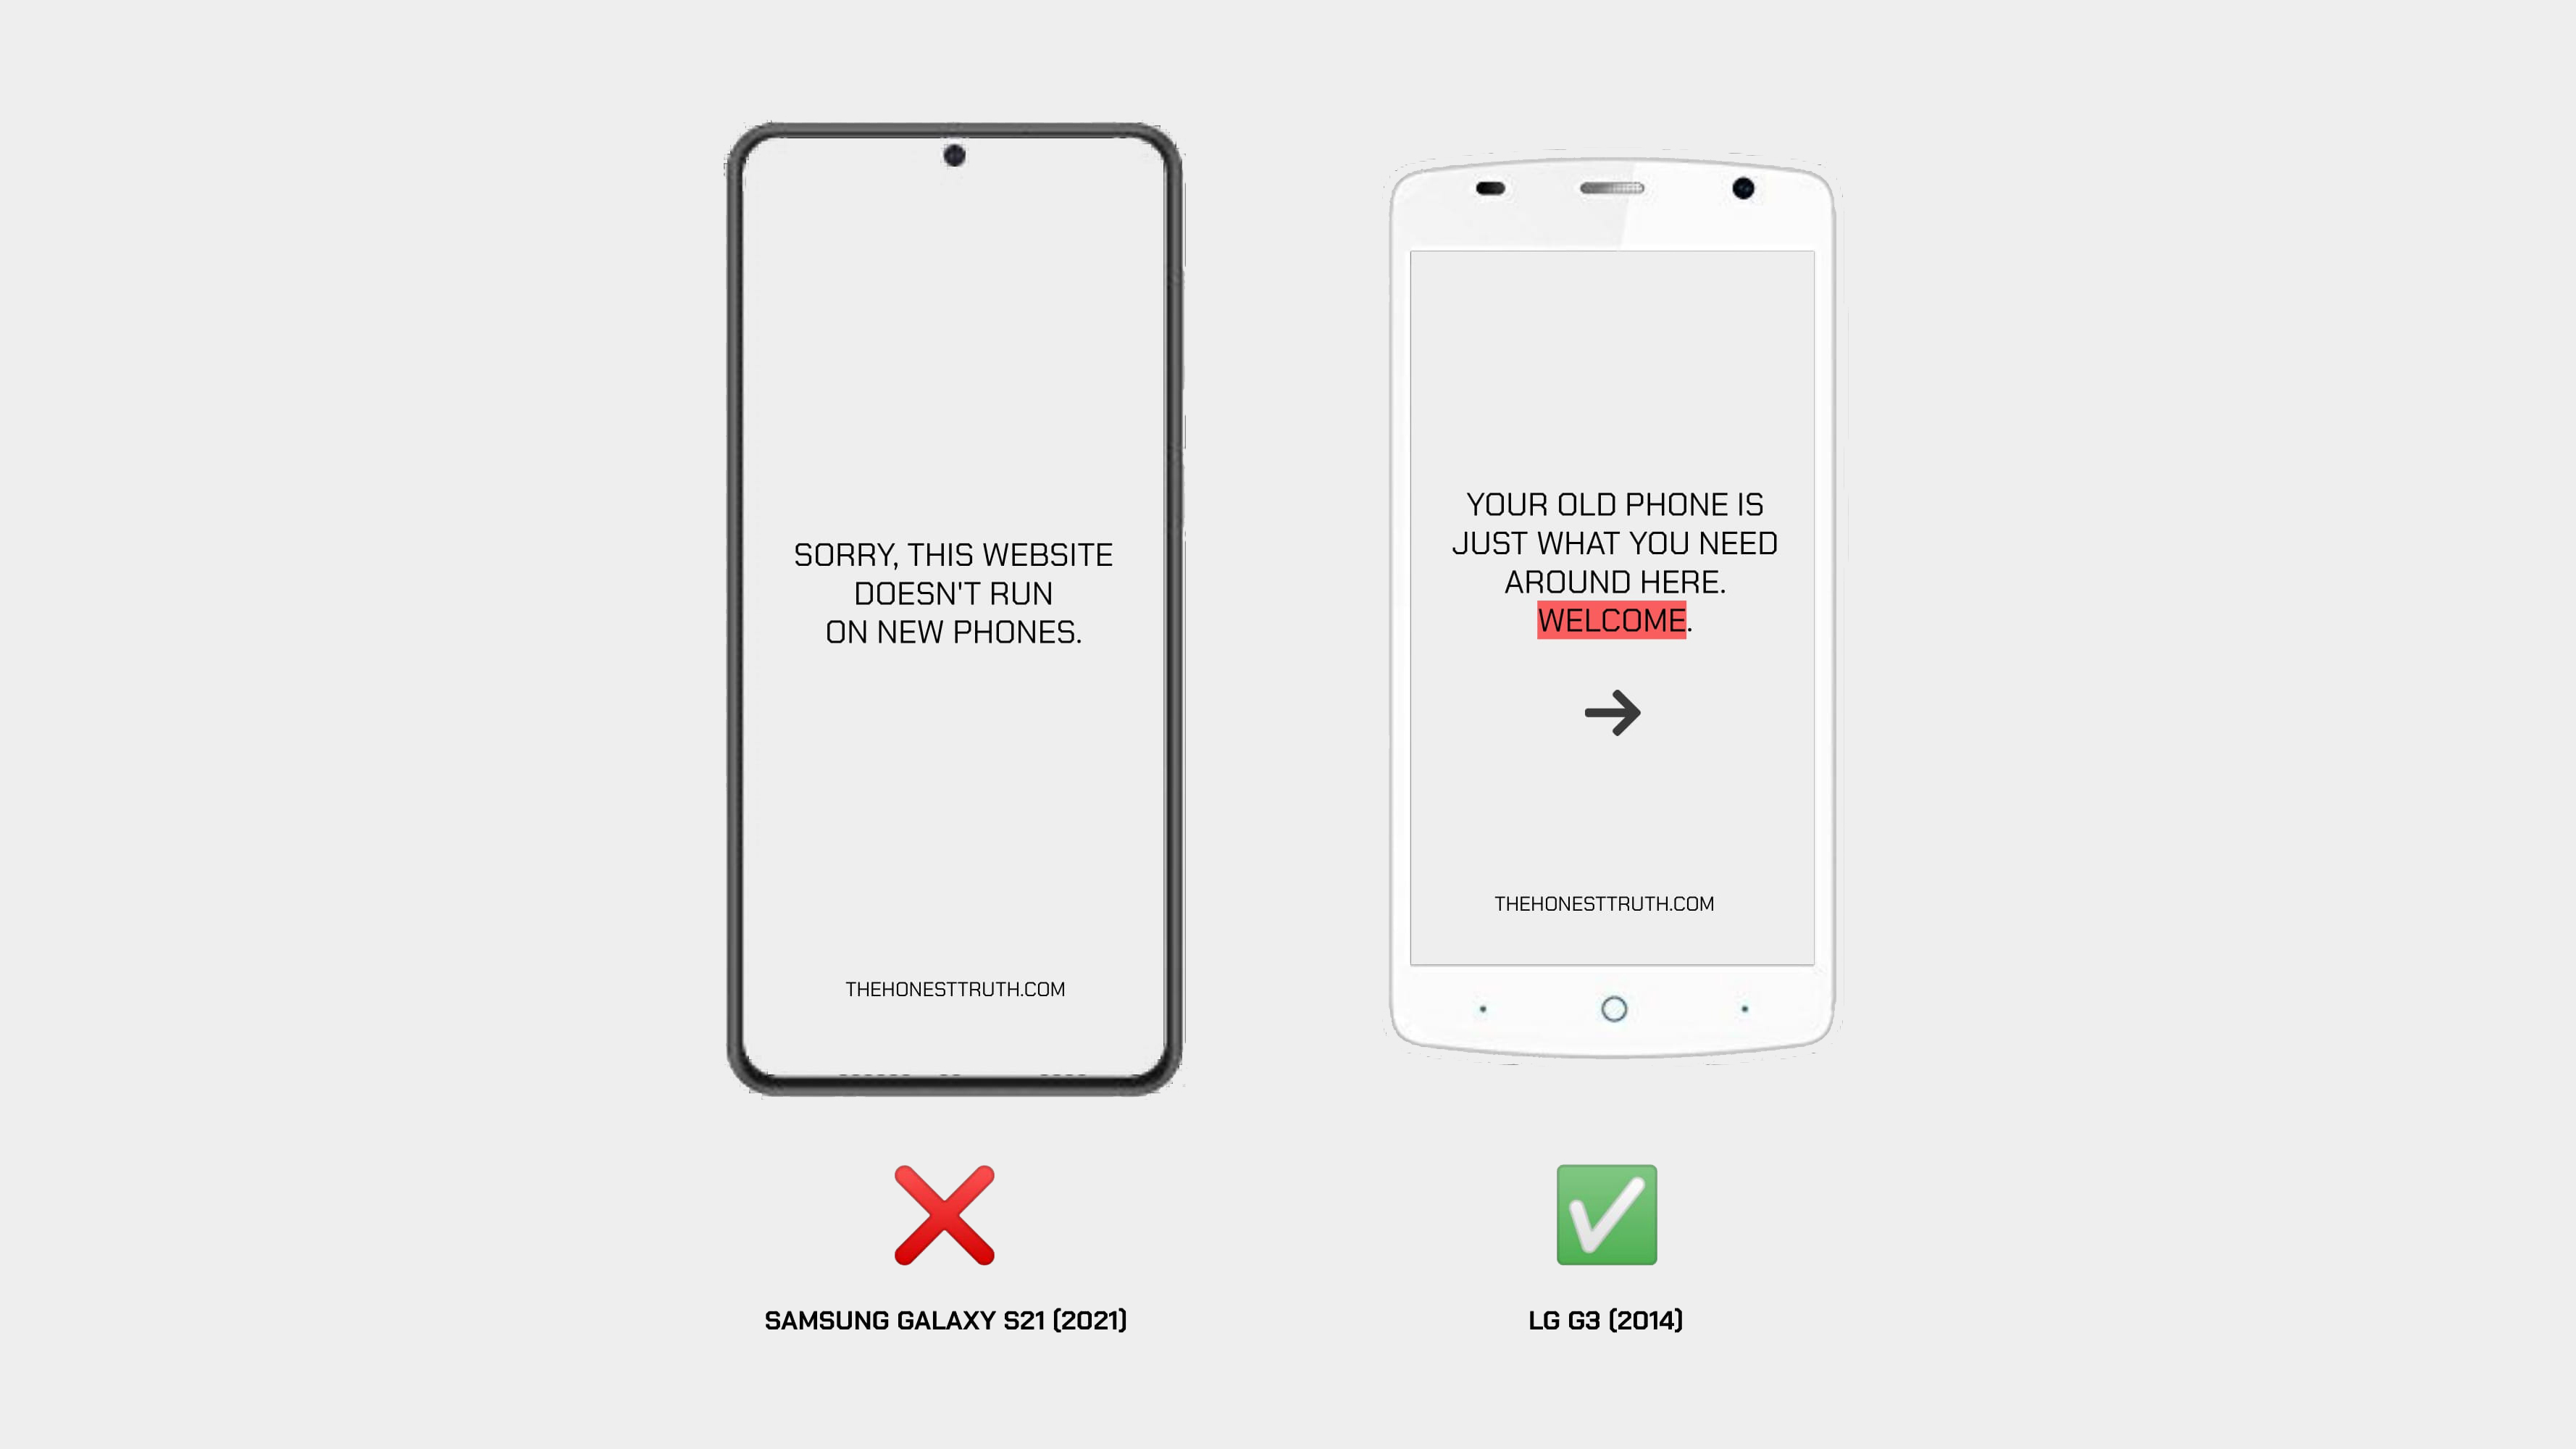 SORRY, THIS WEBSITE
DOESN'T RUN
ON NEW PHONES.
THEHONESTTRUTH.COM
SAMSUNG GALAXY S21 (2021)
YOUR OLD PHONE IS
JUST WHAT YOU NEED
AROUND HERE.
WELCOME.
THEHONESTTRUTH.COM
LG G3 (2014)